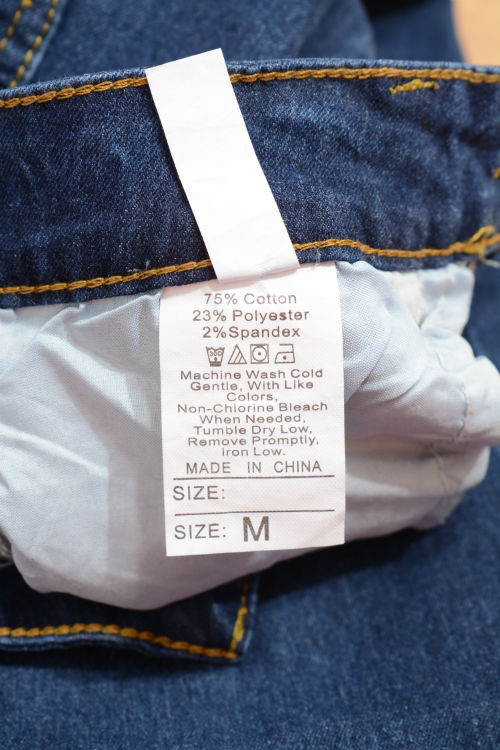 75% Cotton
23% Polyester
2%Spandex
Machine Wash Cold
Gentle, With Like
Colors,
Non-Chlorine Bleach
When Needed,
Tumble Dry Low,
Remove Promptly,
Iron Low.
MADE IN CHINA
SIZE:
SIZE: M